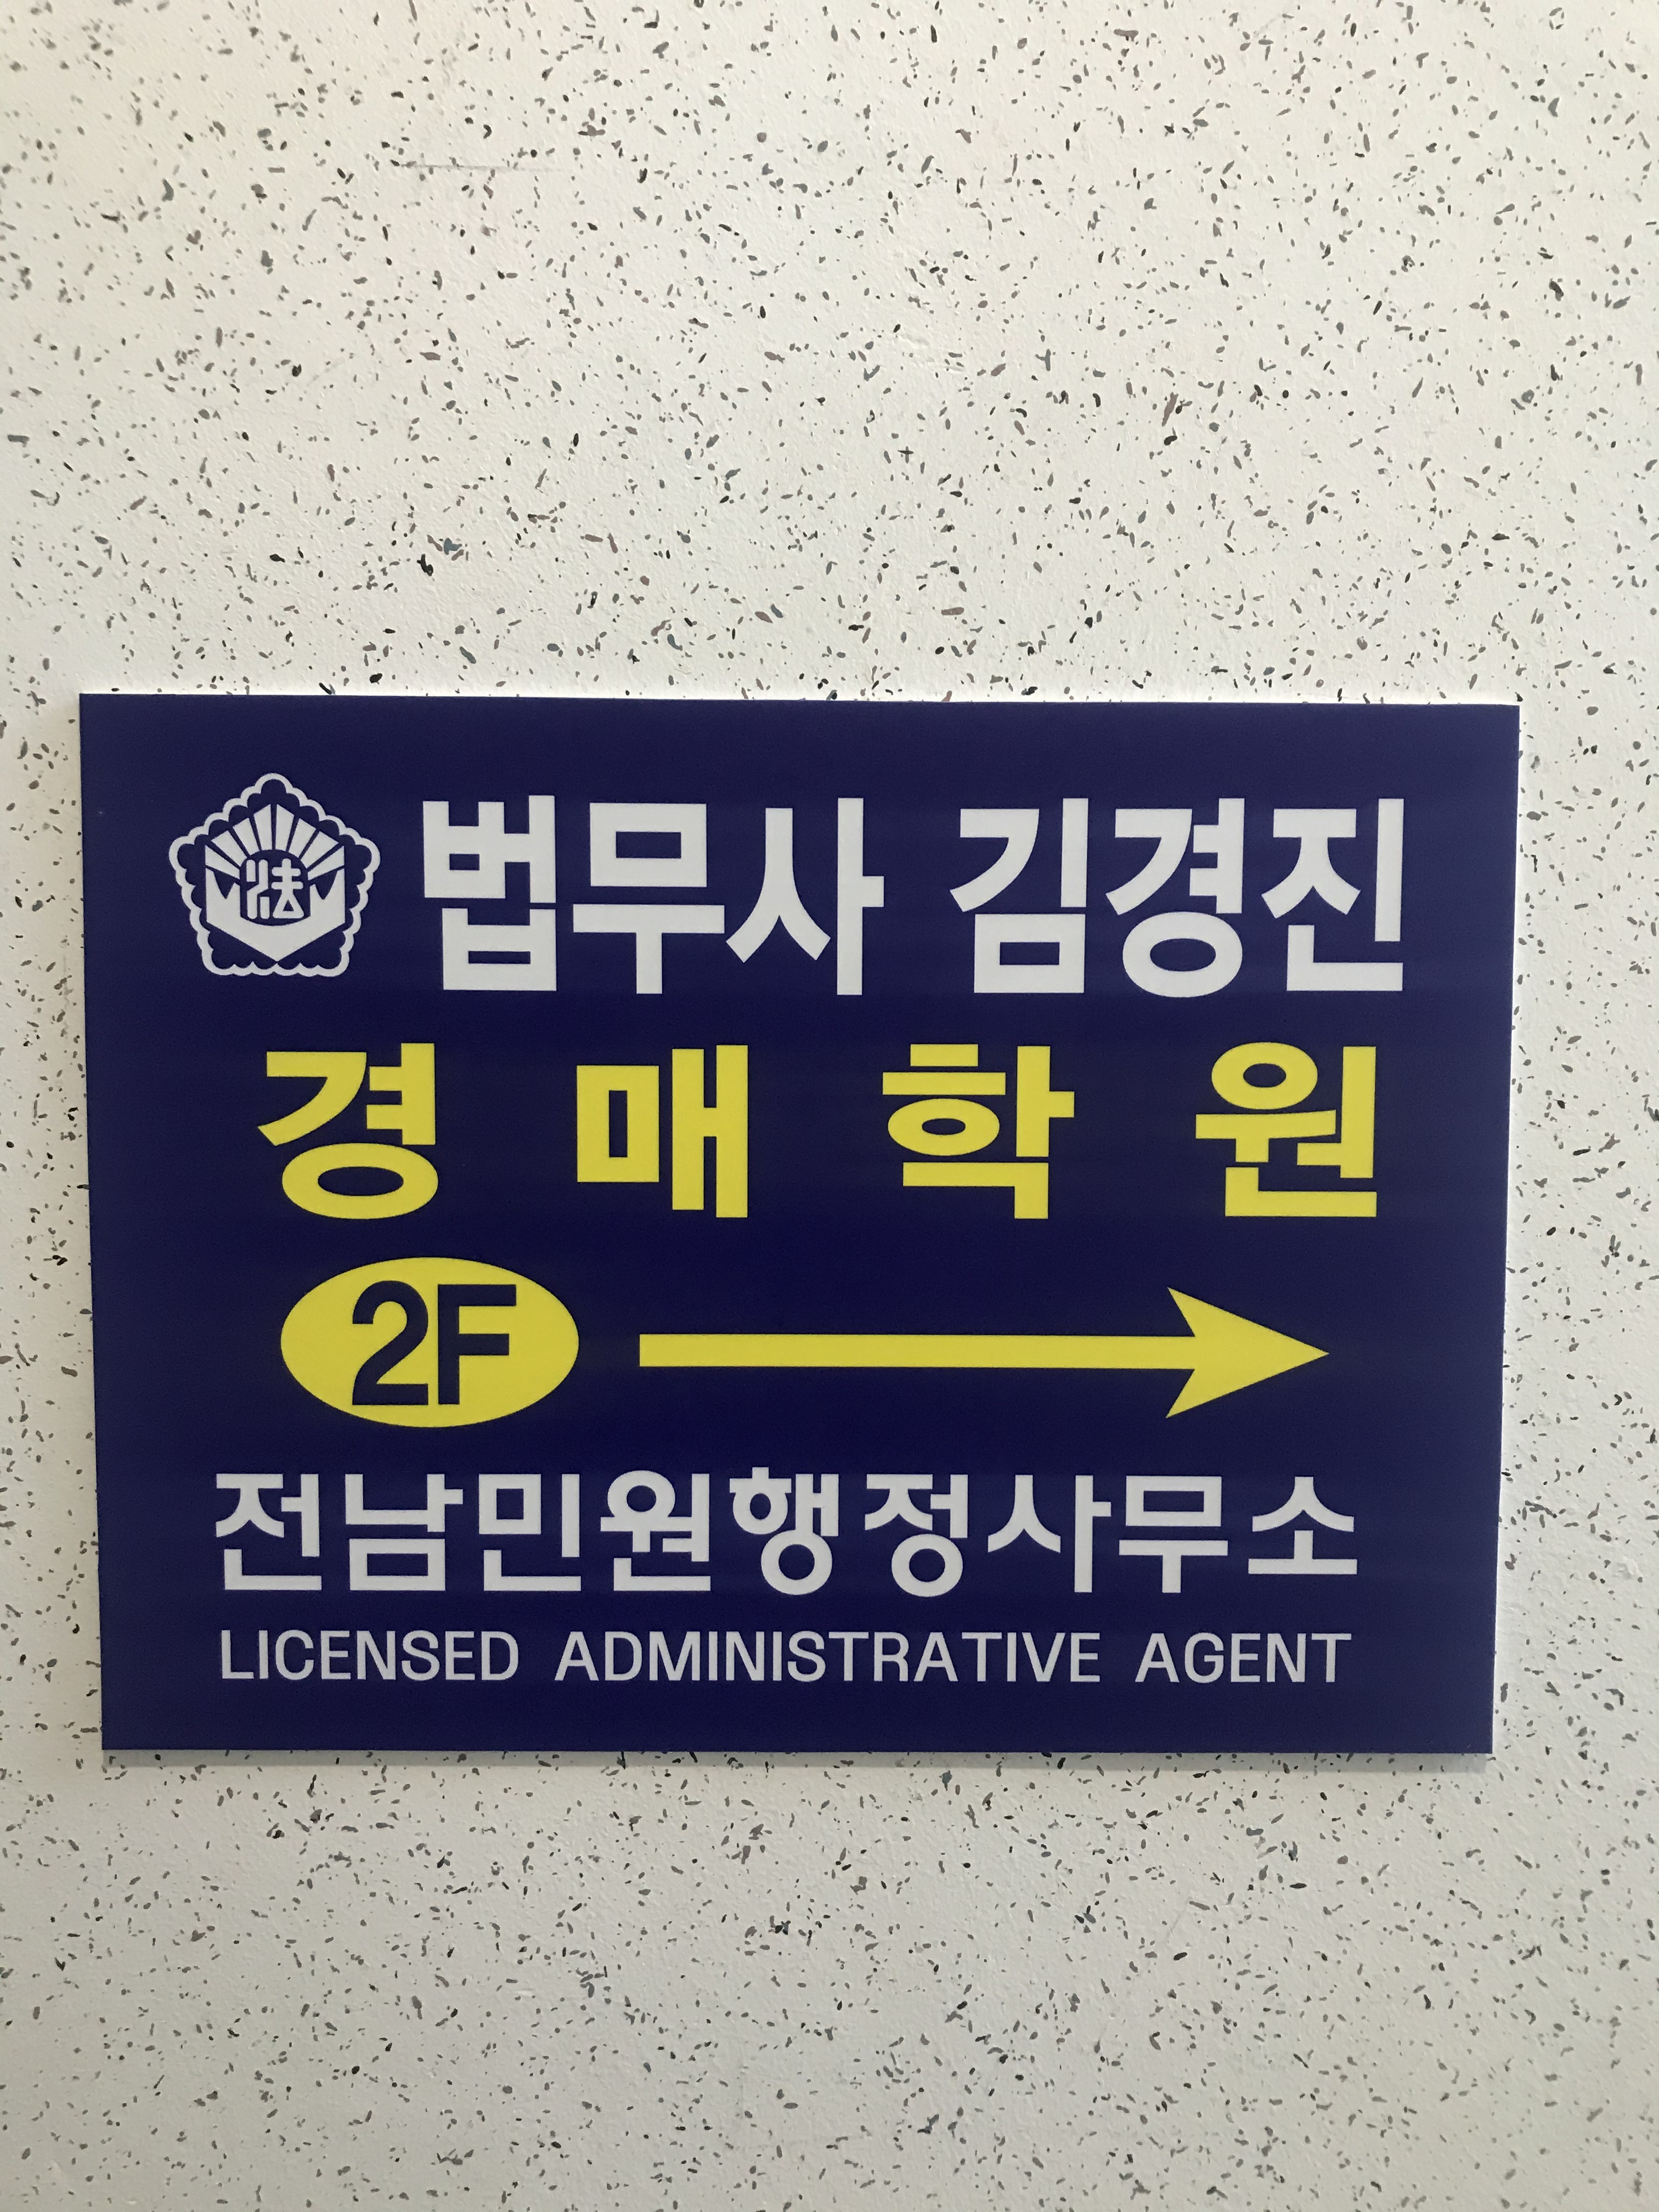 法 법무사 김경진
경매학원
2F
전남민원행정사무소
LICENSED ADMINISTRATIVE AGENT